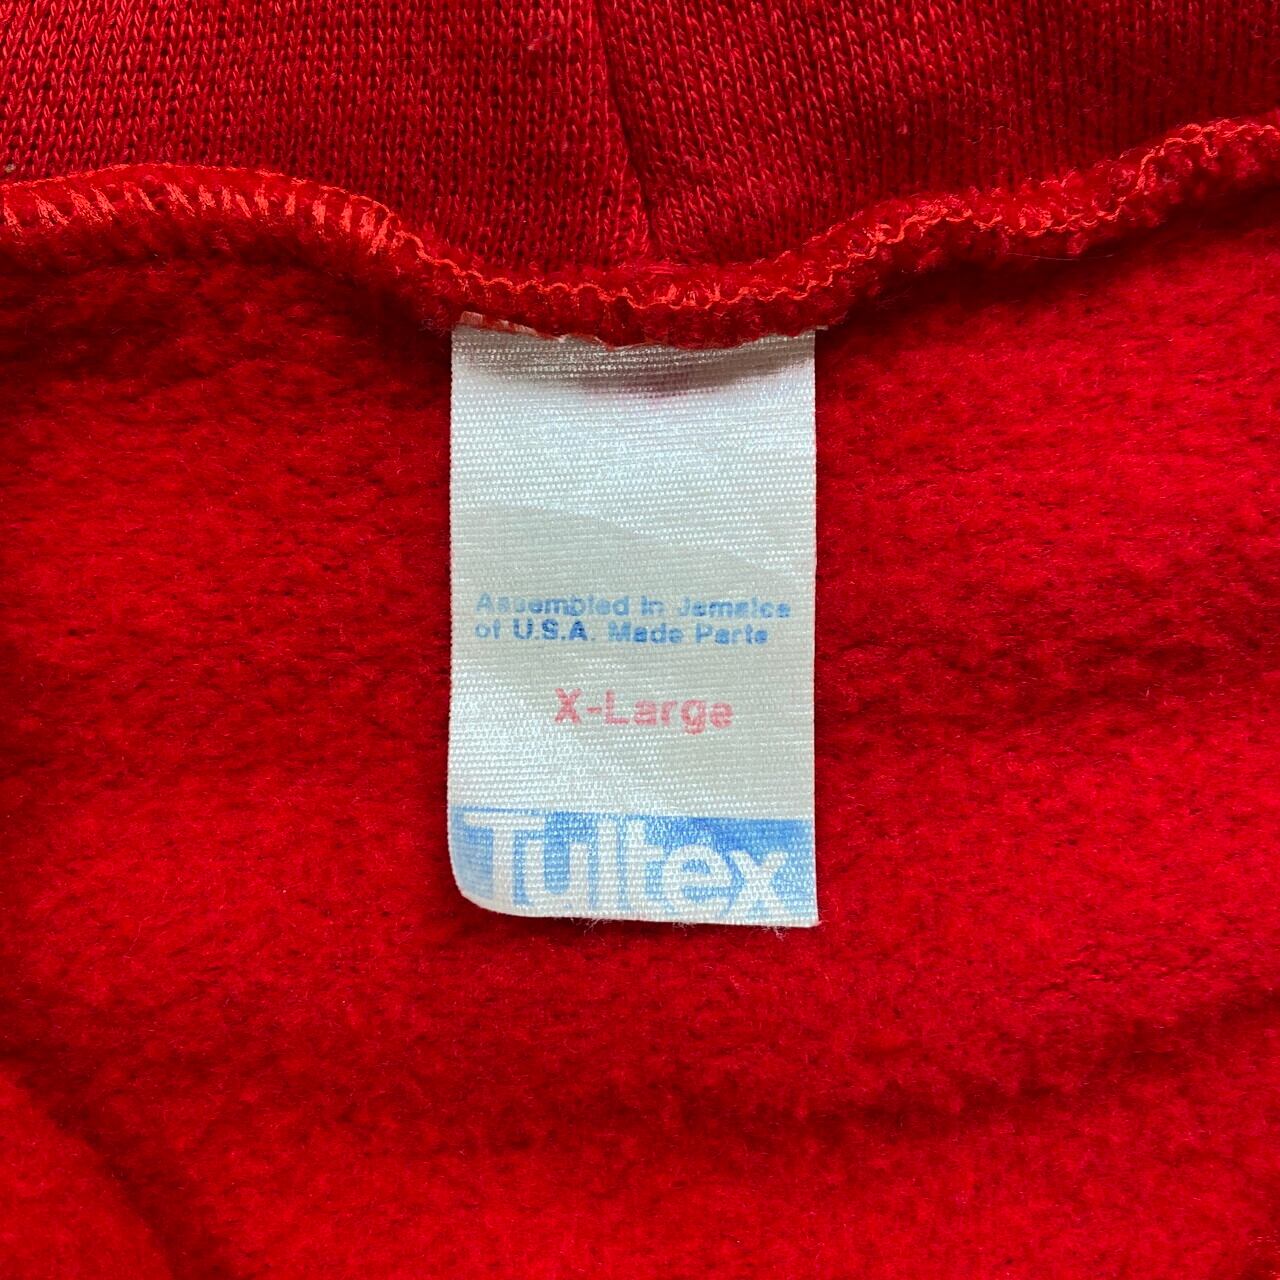 Assembled in Jamaica
of U.S.A. Made Parts
X-Large
Tultex